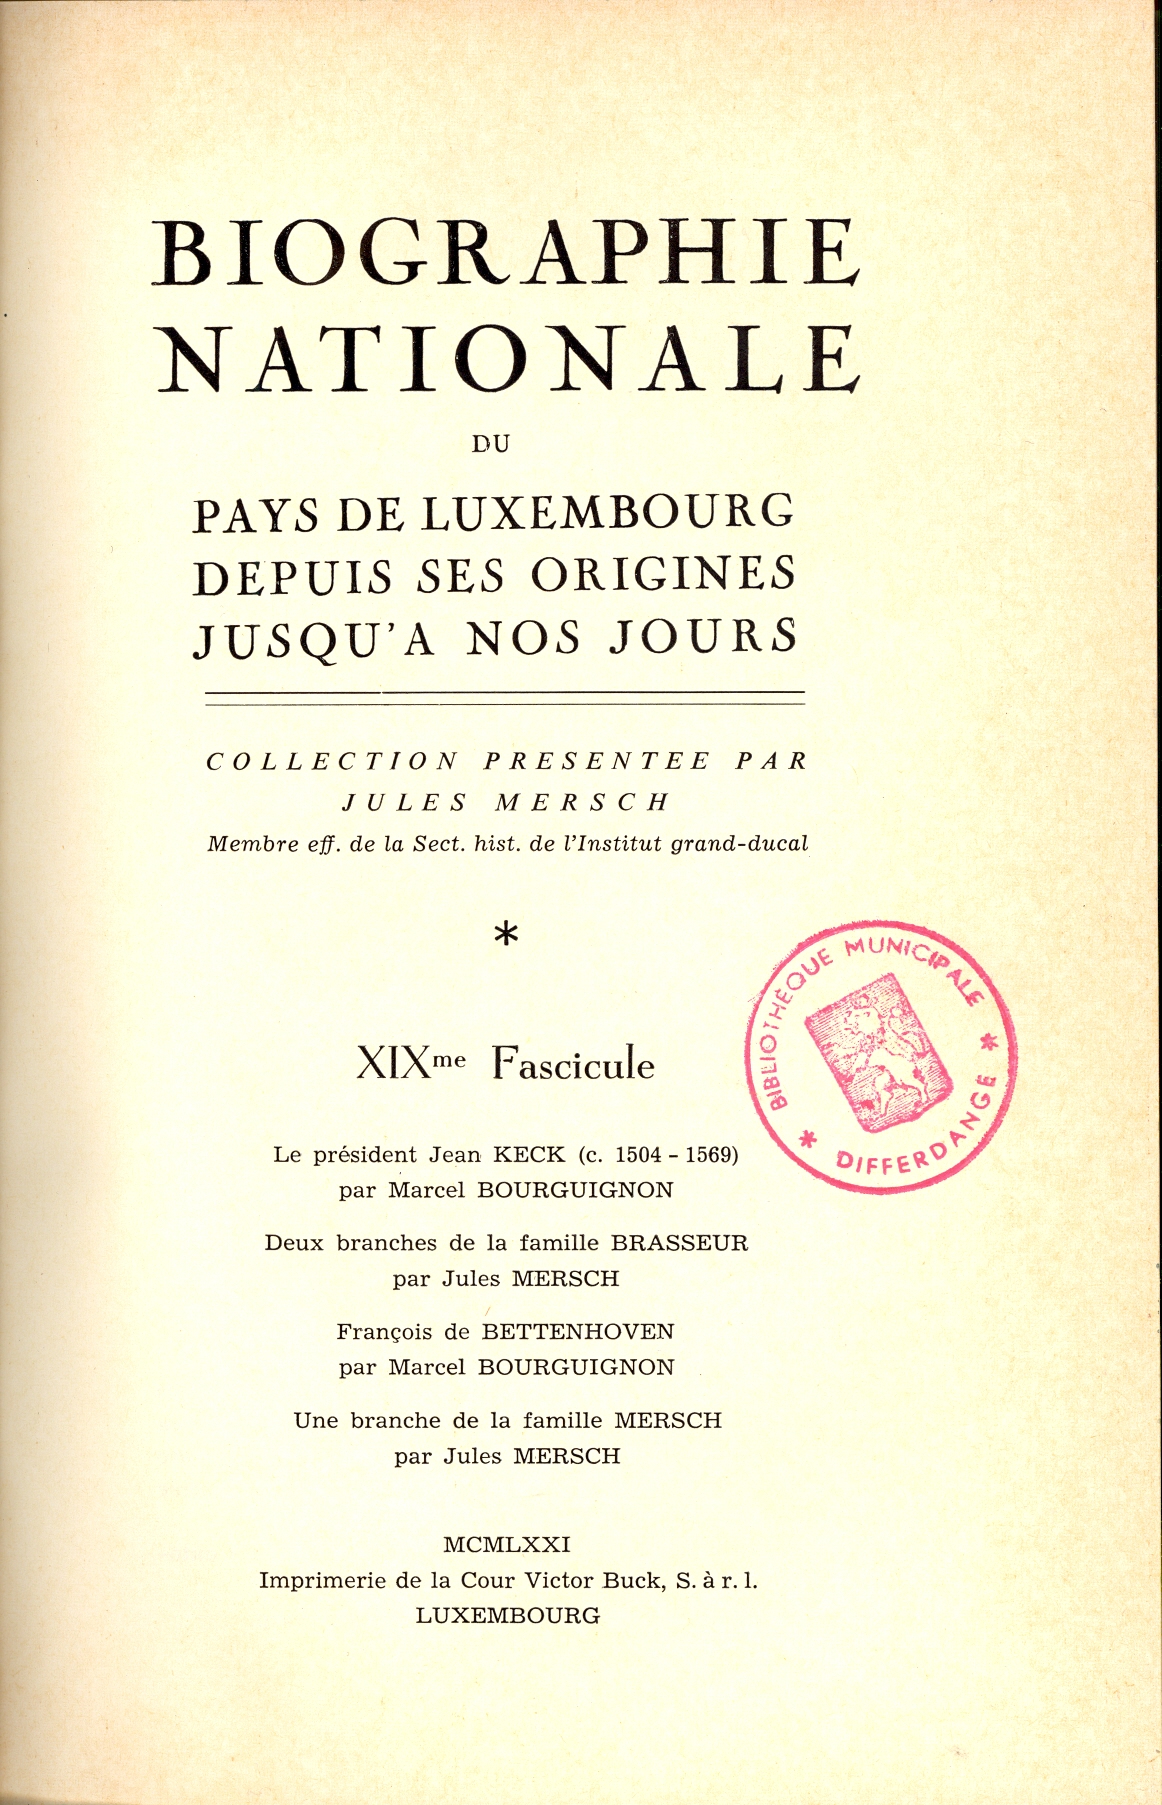 BIOGRAPHIE
NATIONALE
DU
PAYS DE LUXEMBOURG
DEPUIS SES ORIGINES
JUSQU'A NOS JOURS
COLLECTION PRESENTEE PAR
JULES MERSCH
Membre eff. de la Sect. hist. de l'Institut grand-ducal
*
BIBLIOTHÈQUE MUNICIPALE
* DIFFERDANGE *
XIXme Fascicule
Le président Jean KECK (c. 1504 - 1569)
par Marcel BOURGUIGNON
Deux branches de la famille BRASSEUR
par Jules MERSCH
François de BETTENHOVEN
par Marcel BOURGUIGNON
Une branche de la famille MERSCH
par Jules MERSCH
MCMLXXI
Imprimerie de la Cour Victor Buck, S. à r. l.
LUXEMBOURG